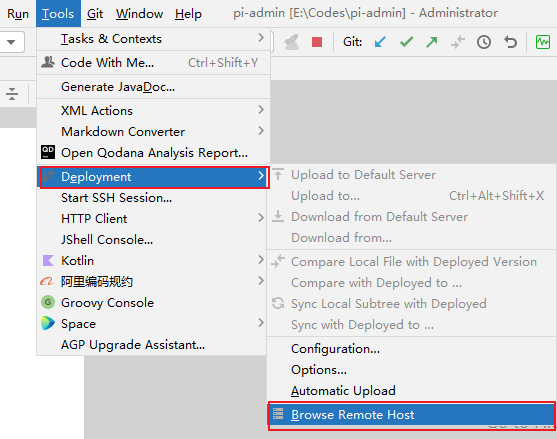 Run Tools Git Window Help pi-admin [E:\Codes\pi-admin] - Administrator
Git:
Tasks & Contexts
Code With Me... Ctrl+Shift+Y
Generate JavaDoc...
XML Actions
Markdown Converter
QD Open Qodana Analysis Report...
Deployment
Start SSH Session...
HTTP Client
JShell Console...
Kotlin
阿里编码规约
Groovy Console
Space
AGP Upgrade Assistant...
Upload to Default Server
Upload to... Ctrl+Alt+Shift+X
Download from Default Server
Download from...
Compare Local File with Deployed Version
Compare with Deployed to ...
Sync Local Subtree with Deployed
Sync with Deployed to ...
Configuration...
Options...
Automatic Upload
Browse Remote Host